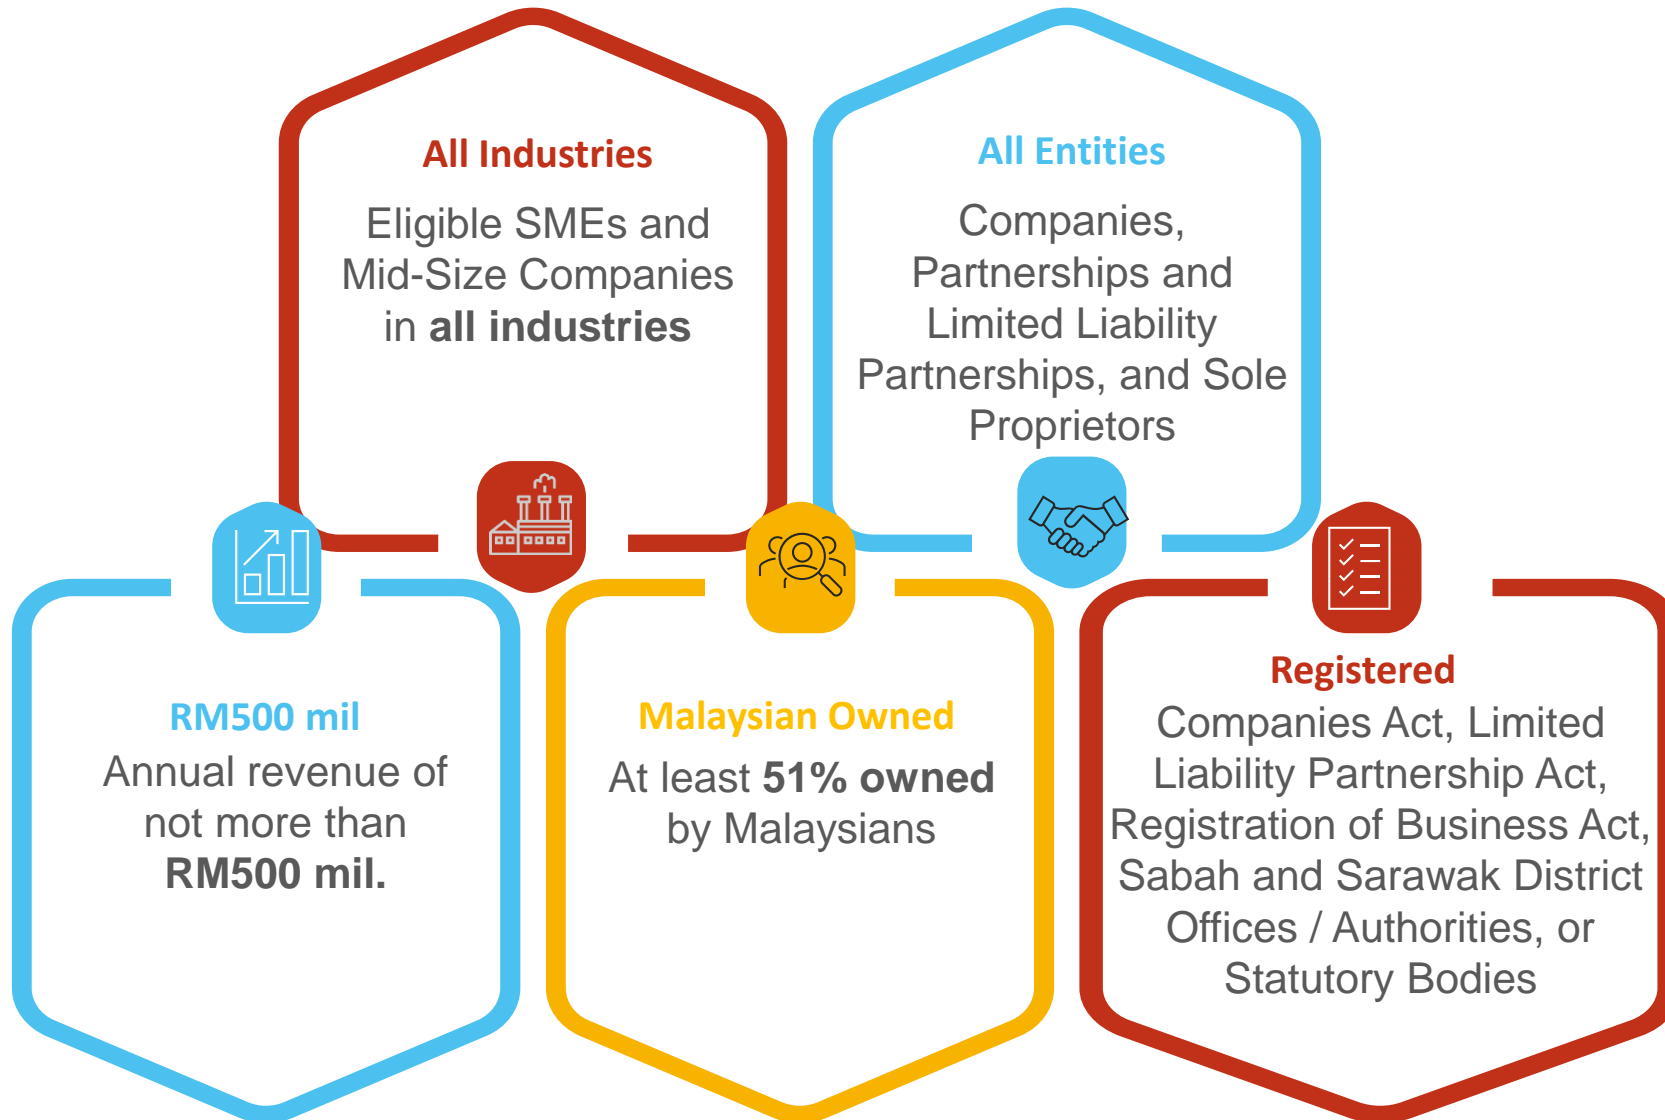 All Industries
Eligible SMEs and
Mid-Size Companies
in all industries
All Entities
Companies,
Partnerships and
Limited Liability
Partnerships, and Sole
Proprietors
RM500 mil
Annual revenue of
not more than
RM500 mil.
Malaysian Owned
At least 51% owned
by Malaysians
Registered
Companies Act, Limited
Liability Partnership Act,
Registration of Business Act,
Sabah and Sarawak District
Offices / Authorities, or
Statutory Bodies